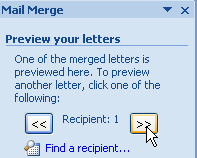 Mail Merge
Preview your letters
One of the merged letters is
previewed here. To preview
another letter, click one of the
following:
<< Recipient: 1 >>
Find a recipient...